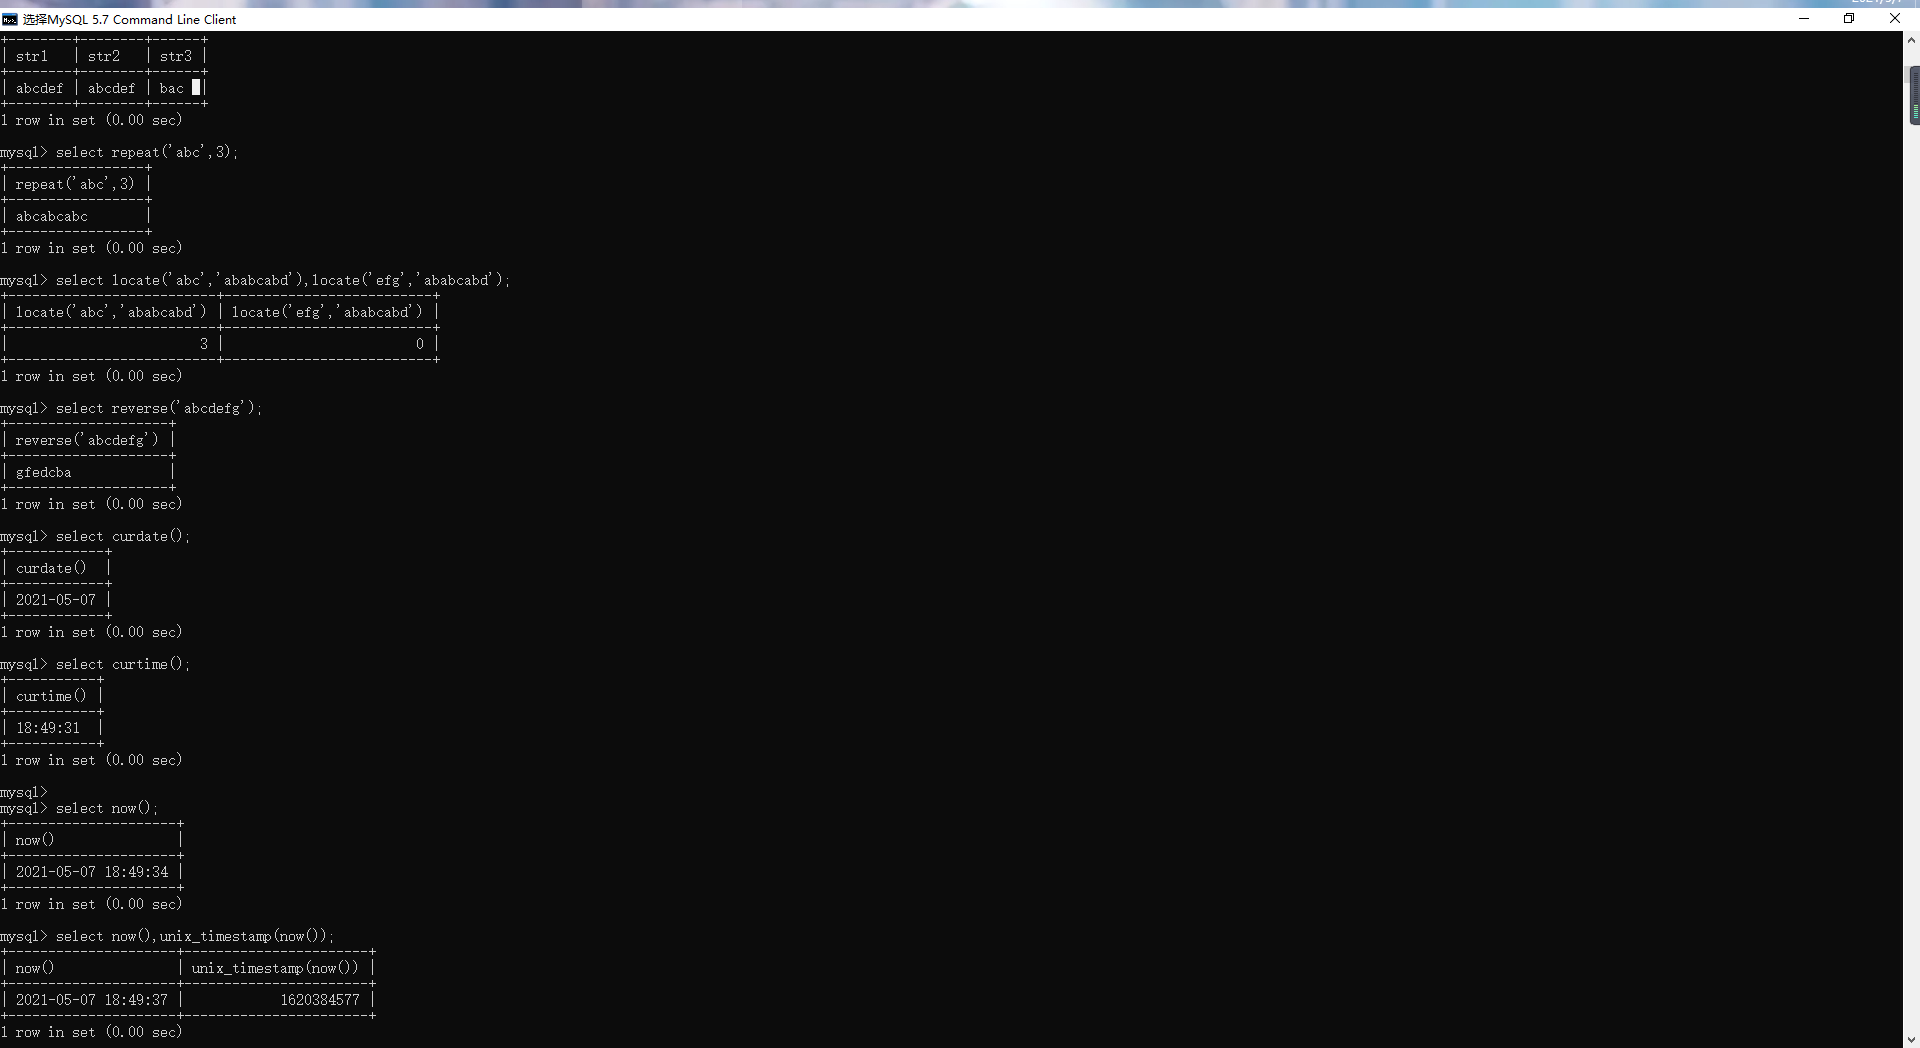 选择MySQL 5.7 Command Line Client
+--------+--------+------+
| str1   | str2   | str3 |
+--------+--------+------+
| abcdef | abcdef | bac  |
+--------+--------+------+
1 row in set (0.00 sec)
mysql> select repeat('abc',3);
+-----------------+
| repeat('abc',3) |
+-----------------+
| abcabcabc       |
+-----------------+
1 row in set (0.00 sec)
mysql> select locate('abc','ababcabd'),locate('efg','ababcabd');
+--------------------------+--------------------------+
| locate('abc','ababcabd') | locate('efg','ababcabd') |
+--------------------------+--------------------------+
|                        3 |                        0 |
+--------------------------+--------------------------+
1 row in set (0.00 sec)
mysql> select reverse('abcdefg');
+--------------------+
| reverse('abcdefg') |
+--------------------+
| gfedcba            |
+--------------------+
1 row in set (0.00 sec)
mysql> select curdate();
+------------+
| curdate()  |
+------------+
| 2021-05-07 |
+------------+
1 row in set (0.00 sec)
mysql> select curtime();
+-----------+
| curtime() |
+-----------+
| 18:49:31  |
+-----------+
1 row in set (0.00 sec)
mysql>
mysql> select now();
+---------------------+
| now()               |
+---------------------+
| 2021-05-07 18:49:34 |
+---------------------+
1 row in set (0.00 sec)
mysql> select now(),unix_timestamp(now());
+---------------------+-----------------------+
| now()               | unix_timestamp(now()) |
+---------------------+-----------------------+
| 2021-05-07 18:49:37 |            1620384577 |
+---------------------+-----------------------+
1 row in set (0.00 sec)